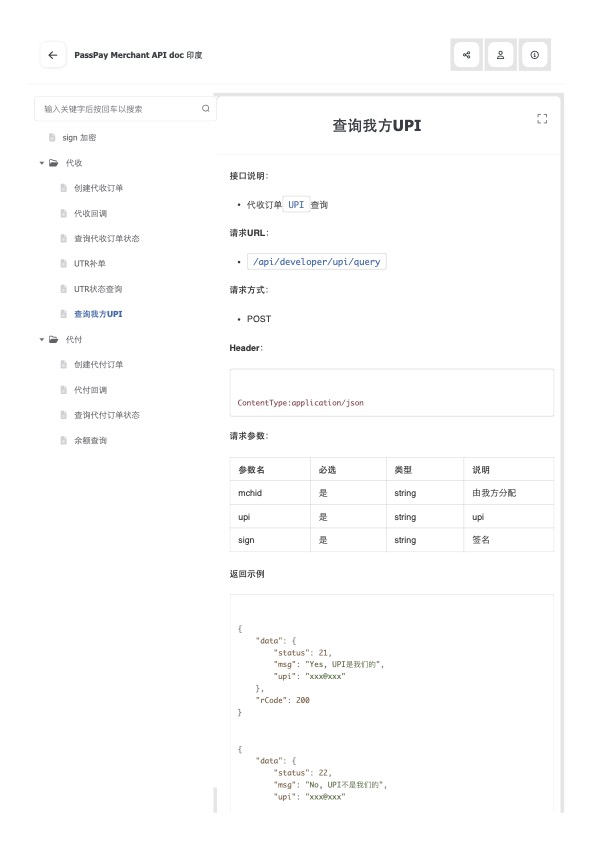 PassPay Merchant API doc 印度
输入关键字后按回车以搜索
sign 加密
代收
创建代收订单
代收回调
查询代收订单状态
UTR补单
UTR状态查询
查询我方UPI
代付
创建代付订单
代付回调
查询代付订单状态
余额查询
查询我方UPI
接口说明：
• 代收订单 UPI 查询
请求URL：
• /api/developer/upi/query
请求方式：
• POST
Header：
ContentType:application/json
请求参数：
参数名 必选 类型 说明
mchid 是 string 由我方分配
upi 是 string upi
sign 是 string 签名
返回示例
{
"data": {
"status": 21,
"msg": "Yes, UPI是我们的",
"upi": "xxx@xxx"
},
"rCode": 200
}
{
"data": {
"status": 22,
"msg": "No, UPI不是我们的",
"upi": "xxx@xxx"